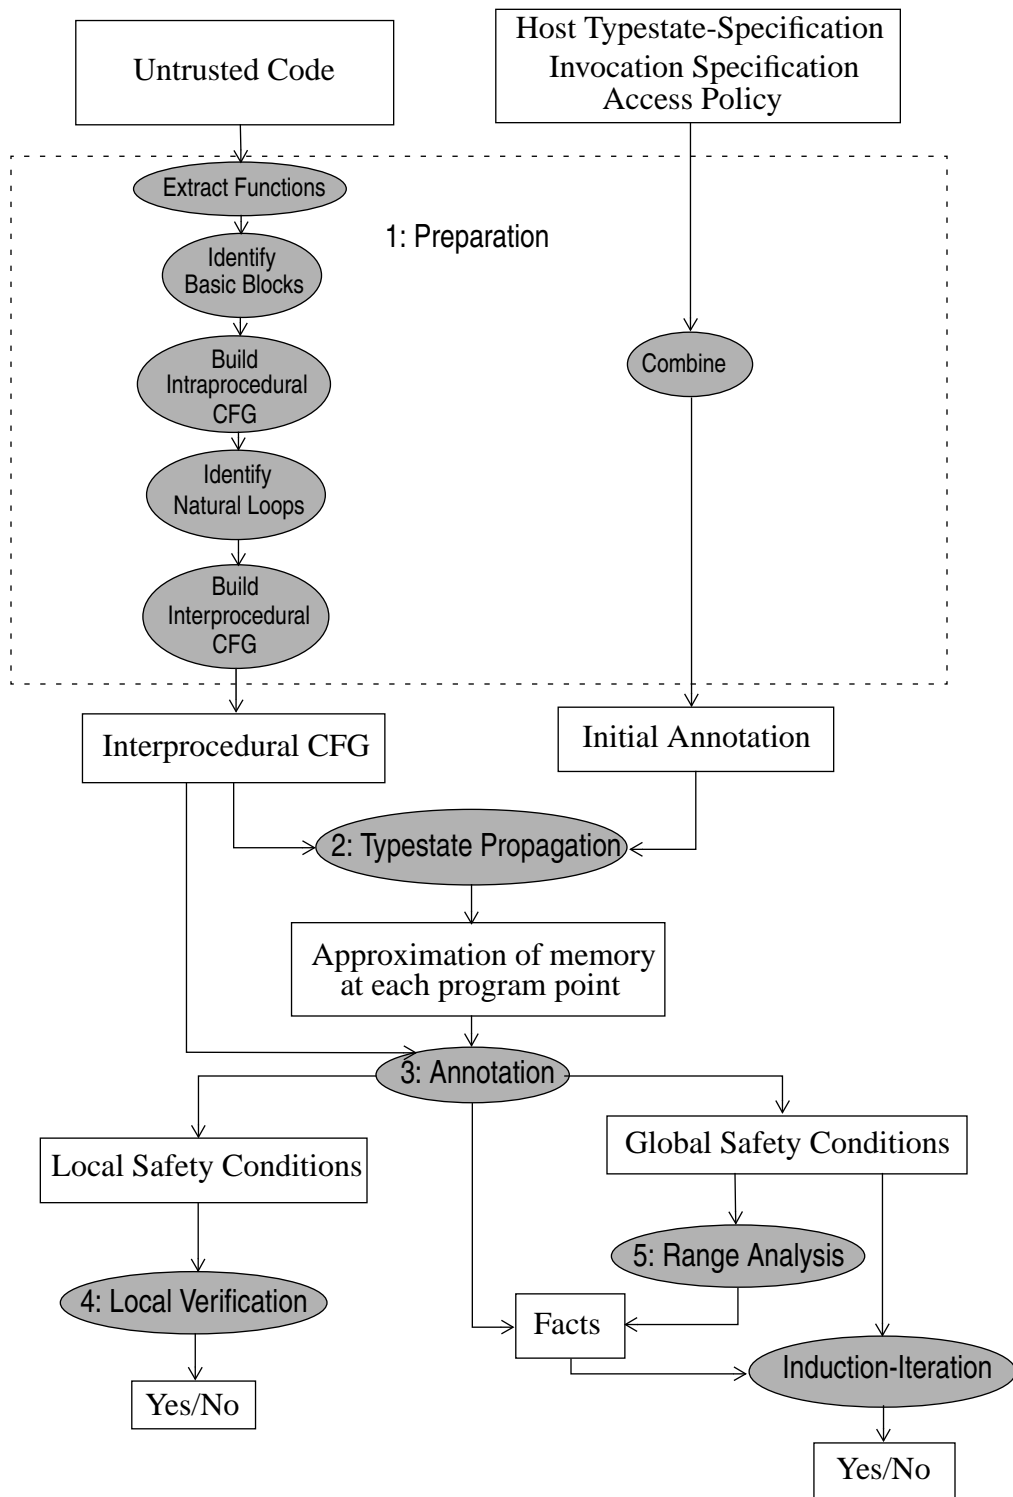 Untrusted Code
Host Typestate-Specification
Invocation Specification
Access Policy
Extract Functions
1: Preparation
Identify
Basic Blocks
Build
Intraprocedural
CFG
Combine
Identify
Natural Loops
Build
Interprocedural
CFG
Interprocedural CFG
Initial Annotation
2: Typestate Propagation
Approximation of memory
at each program point
3: Annotation
Local Safety Conditions
Global Safety Conditions
5: Range Analysis
4: Local Verification
Facts
Induction-Iteration
Yes/No
Yes/No